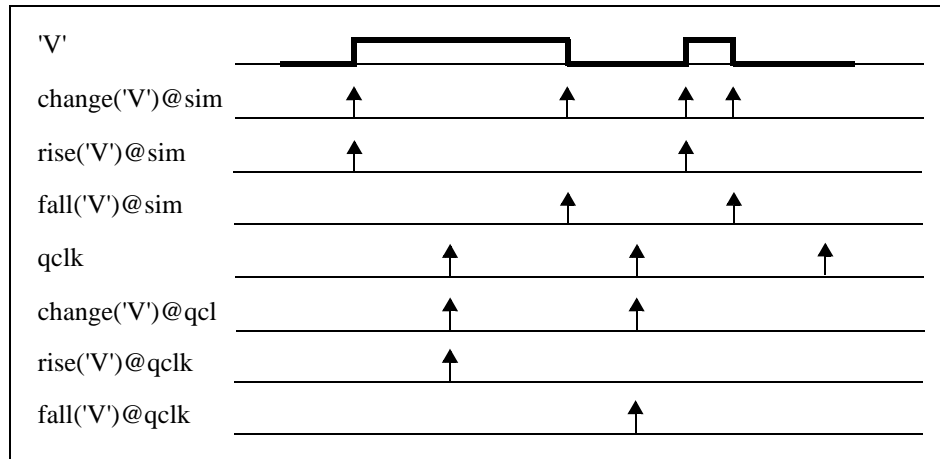 'V'
change('V')@sim
rise('V')@sim
fall('V')@sim
qclk
change('V')@qcl
rise('V')@qclk
fall('V')@qclk